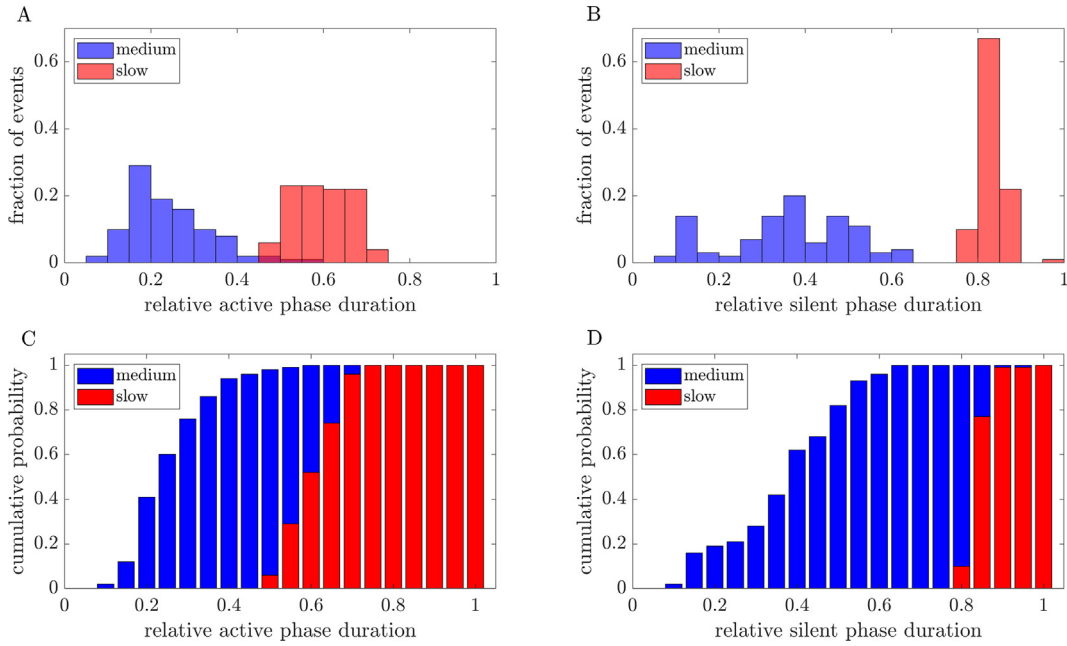 A
fraction of events
0.6
0.4
0.2
0
medium
slow
0 0.2 0.4 0.6 0.8 1
relative active phase duration
B
fraction of events
0.6
0.4
0.2
0
medium
slow
0 0.2 0.4 0.6 0.8 1
relative silent phase duration
C
cumulative probability
1
0.8
0.6
0.4
0.2
0
medium
slow
0 0.2 0.4 0.6 0.8 1
relative active phase duration
D
cumulative probability
1
0.8
0.6
0.4
0.2
0
medium
slow
0 0.2 0.4 0.6 0.8 1
relative silent phase duration